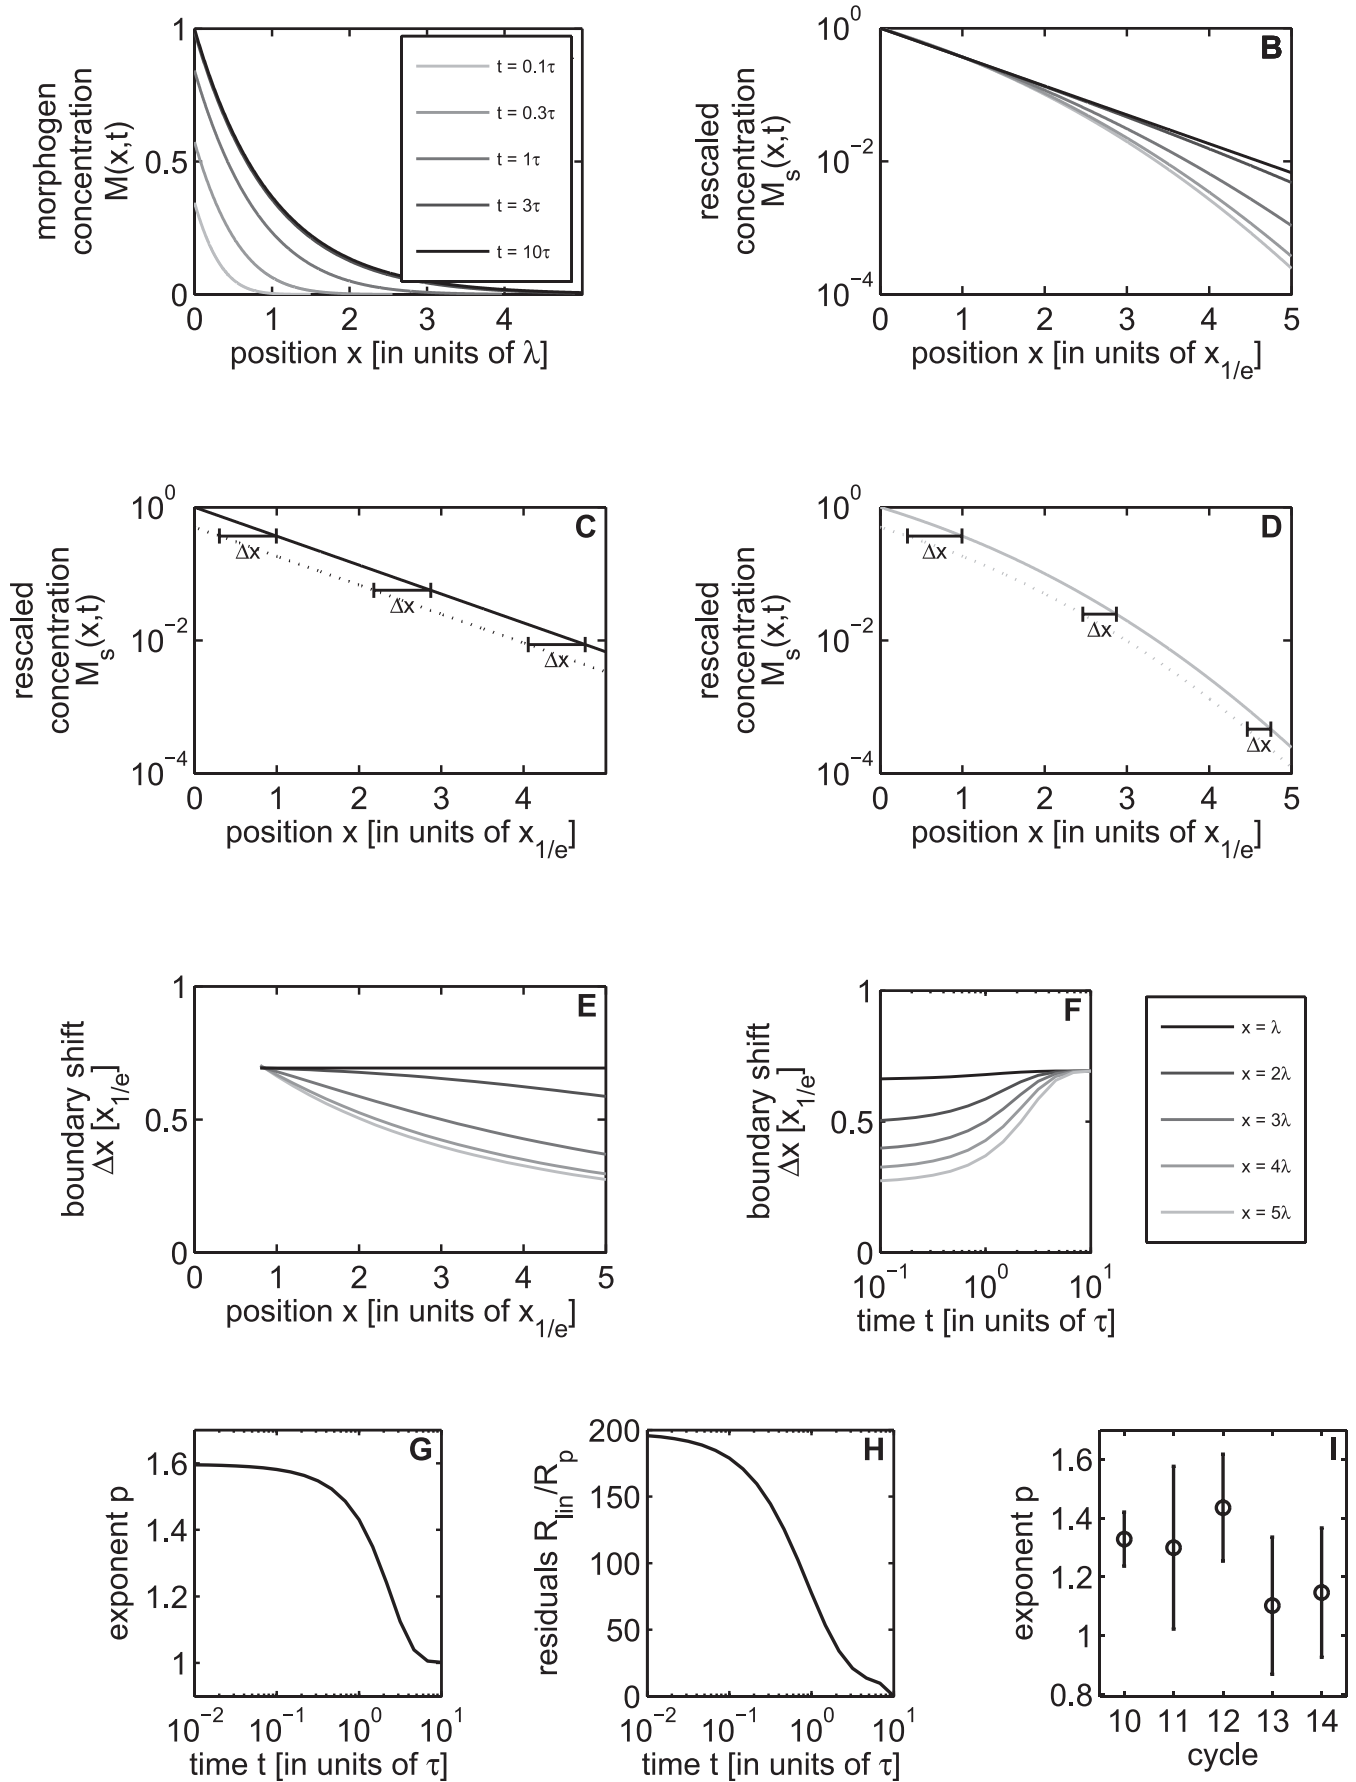 1
0.5
0
0 1 2 3 4
position x [in units of λ]
morphogen
concentration
M(x,t)
t = 0.1τ
t = 0.3τ
t = 1τ
t = 3τ
t = 10τ
B
10^0
10^−2
10^−4
0 1 2 3 4 5
position x [in units of x_1/e]
rescaled
concentration
M_s(x,t)
C
10^0
10^−2
10^−4
Δx
Δx
Δx
0 1 2 3 4
position x [in units of x_1/e]
rescaled
concentration
M_s(x,t)
D
10^0
10^−2
10^−4
Δx
Δx
Δx
0 1 2 3 4 5
position x [in units of x_1/e]
rescaled
concentration
M_s(x,t)
E
1
0.5
0
0 1 2 3 4 5
position x [in units of x_1/e]
boundary shift
Δx [x_1/e]
F
1
0.5
0
10^−1 10^0 10^1
time t [in units of τ]
boundary shift
Δx [x_1/e]
x = λ
x = 2λ
x = 3λ
x = 4λ
x = 5λ
G
1.6
1.4
1.2
1
10^−2 10^−1 10^0 10^1
time t [in units of τ]
exponent p
H
200
150
100
50
0
10^−2 10^−1 10^0 10^1
time t [in units of τ]
residuals R_lin/R_p
I
1.6
1.4
1.2
1
0.8
10 11 12 13 14
cycle
exponent p